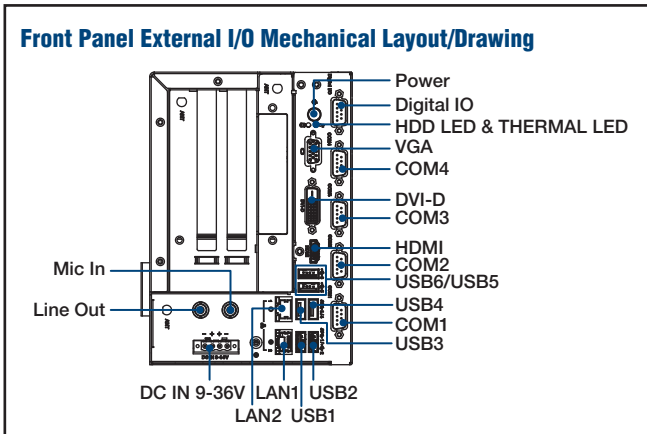 Front Panel External I/O Mechanical Layout/Drawing
Power
Digital IO
HDD LED & THERMAL LED
VGA
COM4
DVI-D
COM3
HDMI
COM2
USB6/USB5
USB4
COM1
USB3
Mic In
Line Out
DC IN 9-36V
LAN1
USB2
LAN2
USB1